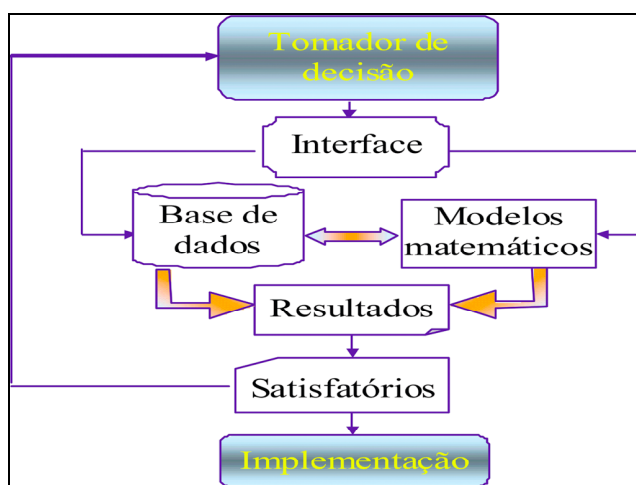 Tomador de
decisão
Interface
Base de
dados
Modelos
matemáticos
Resultados
Satisfatórios
Implementação